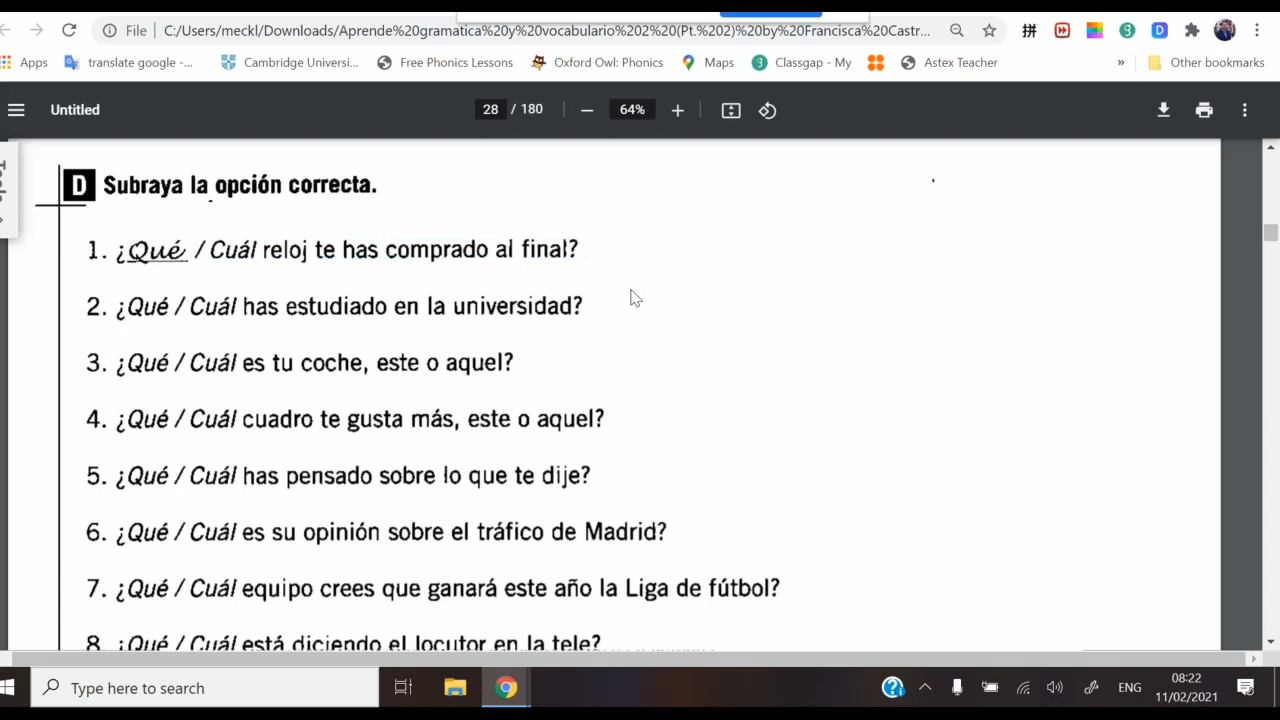 File | C:/Users/meckl/Downloads/Aprende%20gramatica%20y%20vocabulario%202%20(Pt.%202)%20by%20Francisca%20Castr...
Apps translate google -... Cambridge Universi... Free Phonics Lessons Oxford Owl: Phonics Maps Classgap - My Astex Teacher » Other bookmarks
Untitled 28 / 180 64%
D Subraya la opción correcta.
1. ¿Qué / Cuál reloj te has comprado al final?
2. ¿Qué / Cuál has estudiado en la universidad?
3. ¿Qué / Cuál es tu coche, este o aquel?
4. ¿Qué / Cuál cuadro te gusta más, este o aquel?
5. ¿Qué / Cuál has pensado sobre lo que te dije?
6. ¿Qué / Cuál es su opinión sobre el tráfico de Madrid?
7. ¿Qué / Cuál equipo crees que ganará este año la Liga de fútbol?
8. ¿Qué / Cuál está diciendo el locutor en la tele?
Type here to search ENG 08:22
11/02/2021